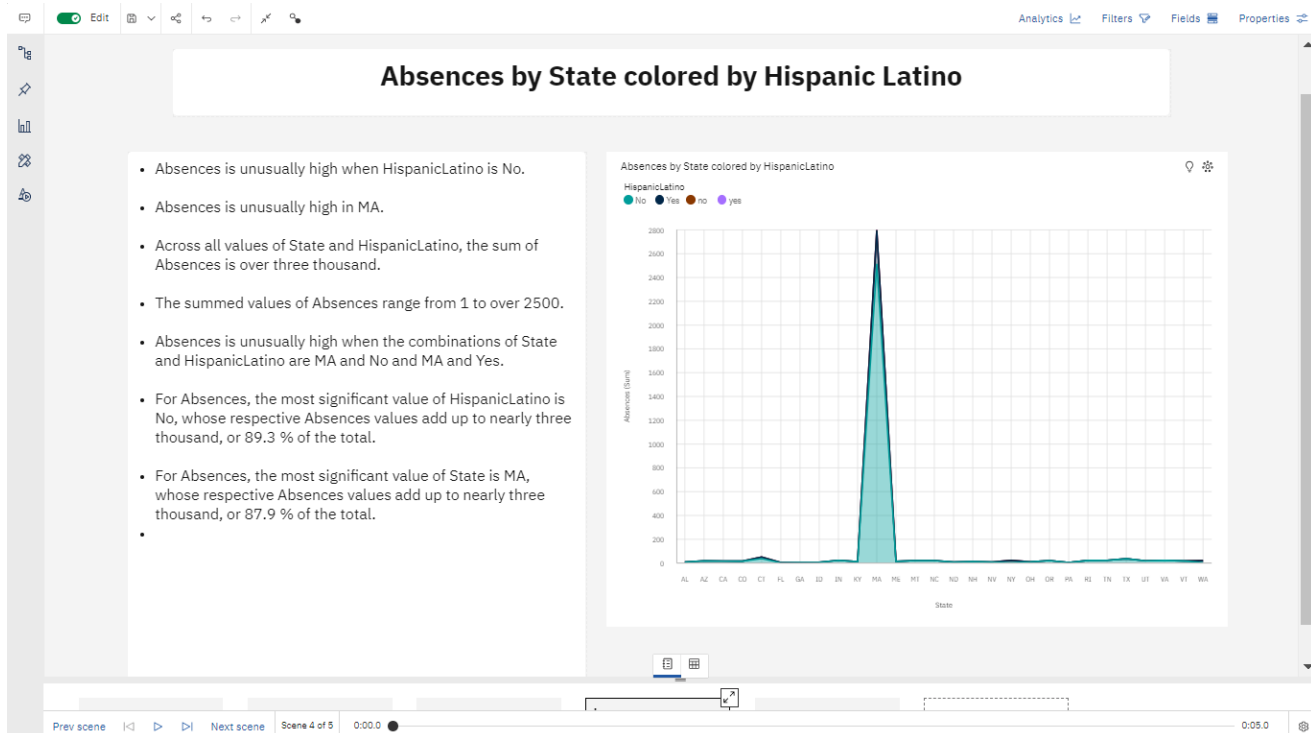 Edit
Analytics
Filters
Fields
Properties
Absences by State colored by Hispanic Latino
• Absences is unusually high when HispanicLatino is No.
• Absences is unusually high in MA.
• Across all values of State and HispanicLatino, the sum of
Absences is over three thousand.
• The summed values of Absences range from 1 to over 2500.
• Absences is unusually high when the combinations of State
and HispanicLatino are MA and No and MA and Yes.
• For Absences, the most significant value of HispanicLatino is
No, whose respective Absences values add up to nearly three
thousand, or 89.3 % of the total.
• For Absences, the most significant value of State is MA,
whose respective Absences values add up to nearly three
thousand, or 87.9 % of the total.
•
Absences by State colored by HispanicLatino
HispanicLatino
No Yes no yes
2800
2600
2400
2200
2000
1800
1600
1400
1200
1000
800
600
400
200
0
Absences (Sum)
AL AZ CA CO CT FL GA ID IN KY MA ME MT NC ND NH NV NY OH OR PA RI TN TX UT VA VT WA
State
Prev scene
Next scene
Scene 4 of 5
0:00.0
0:05.0